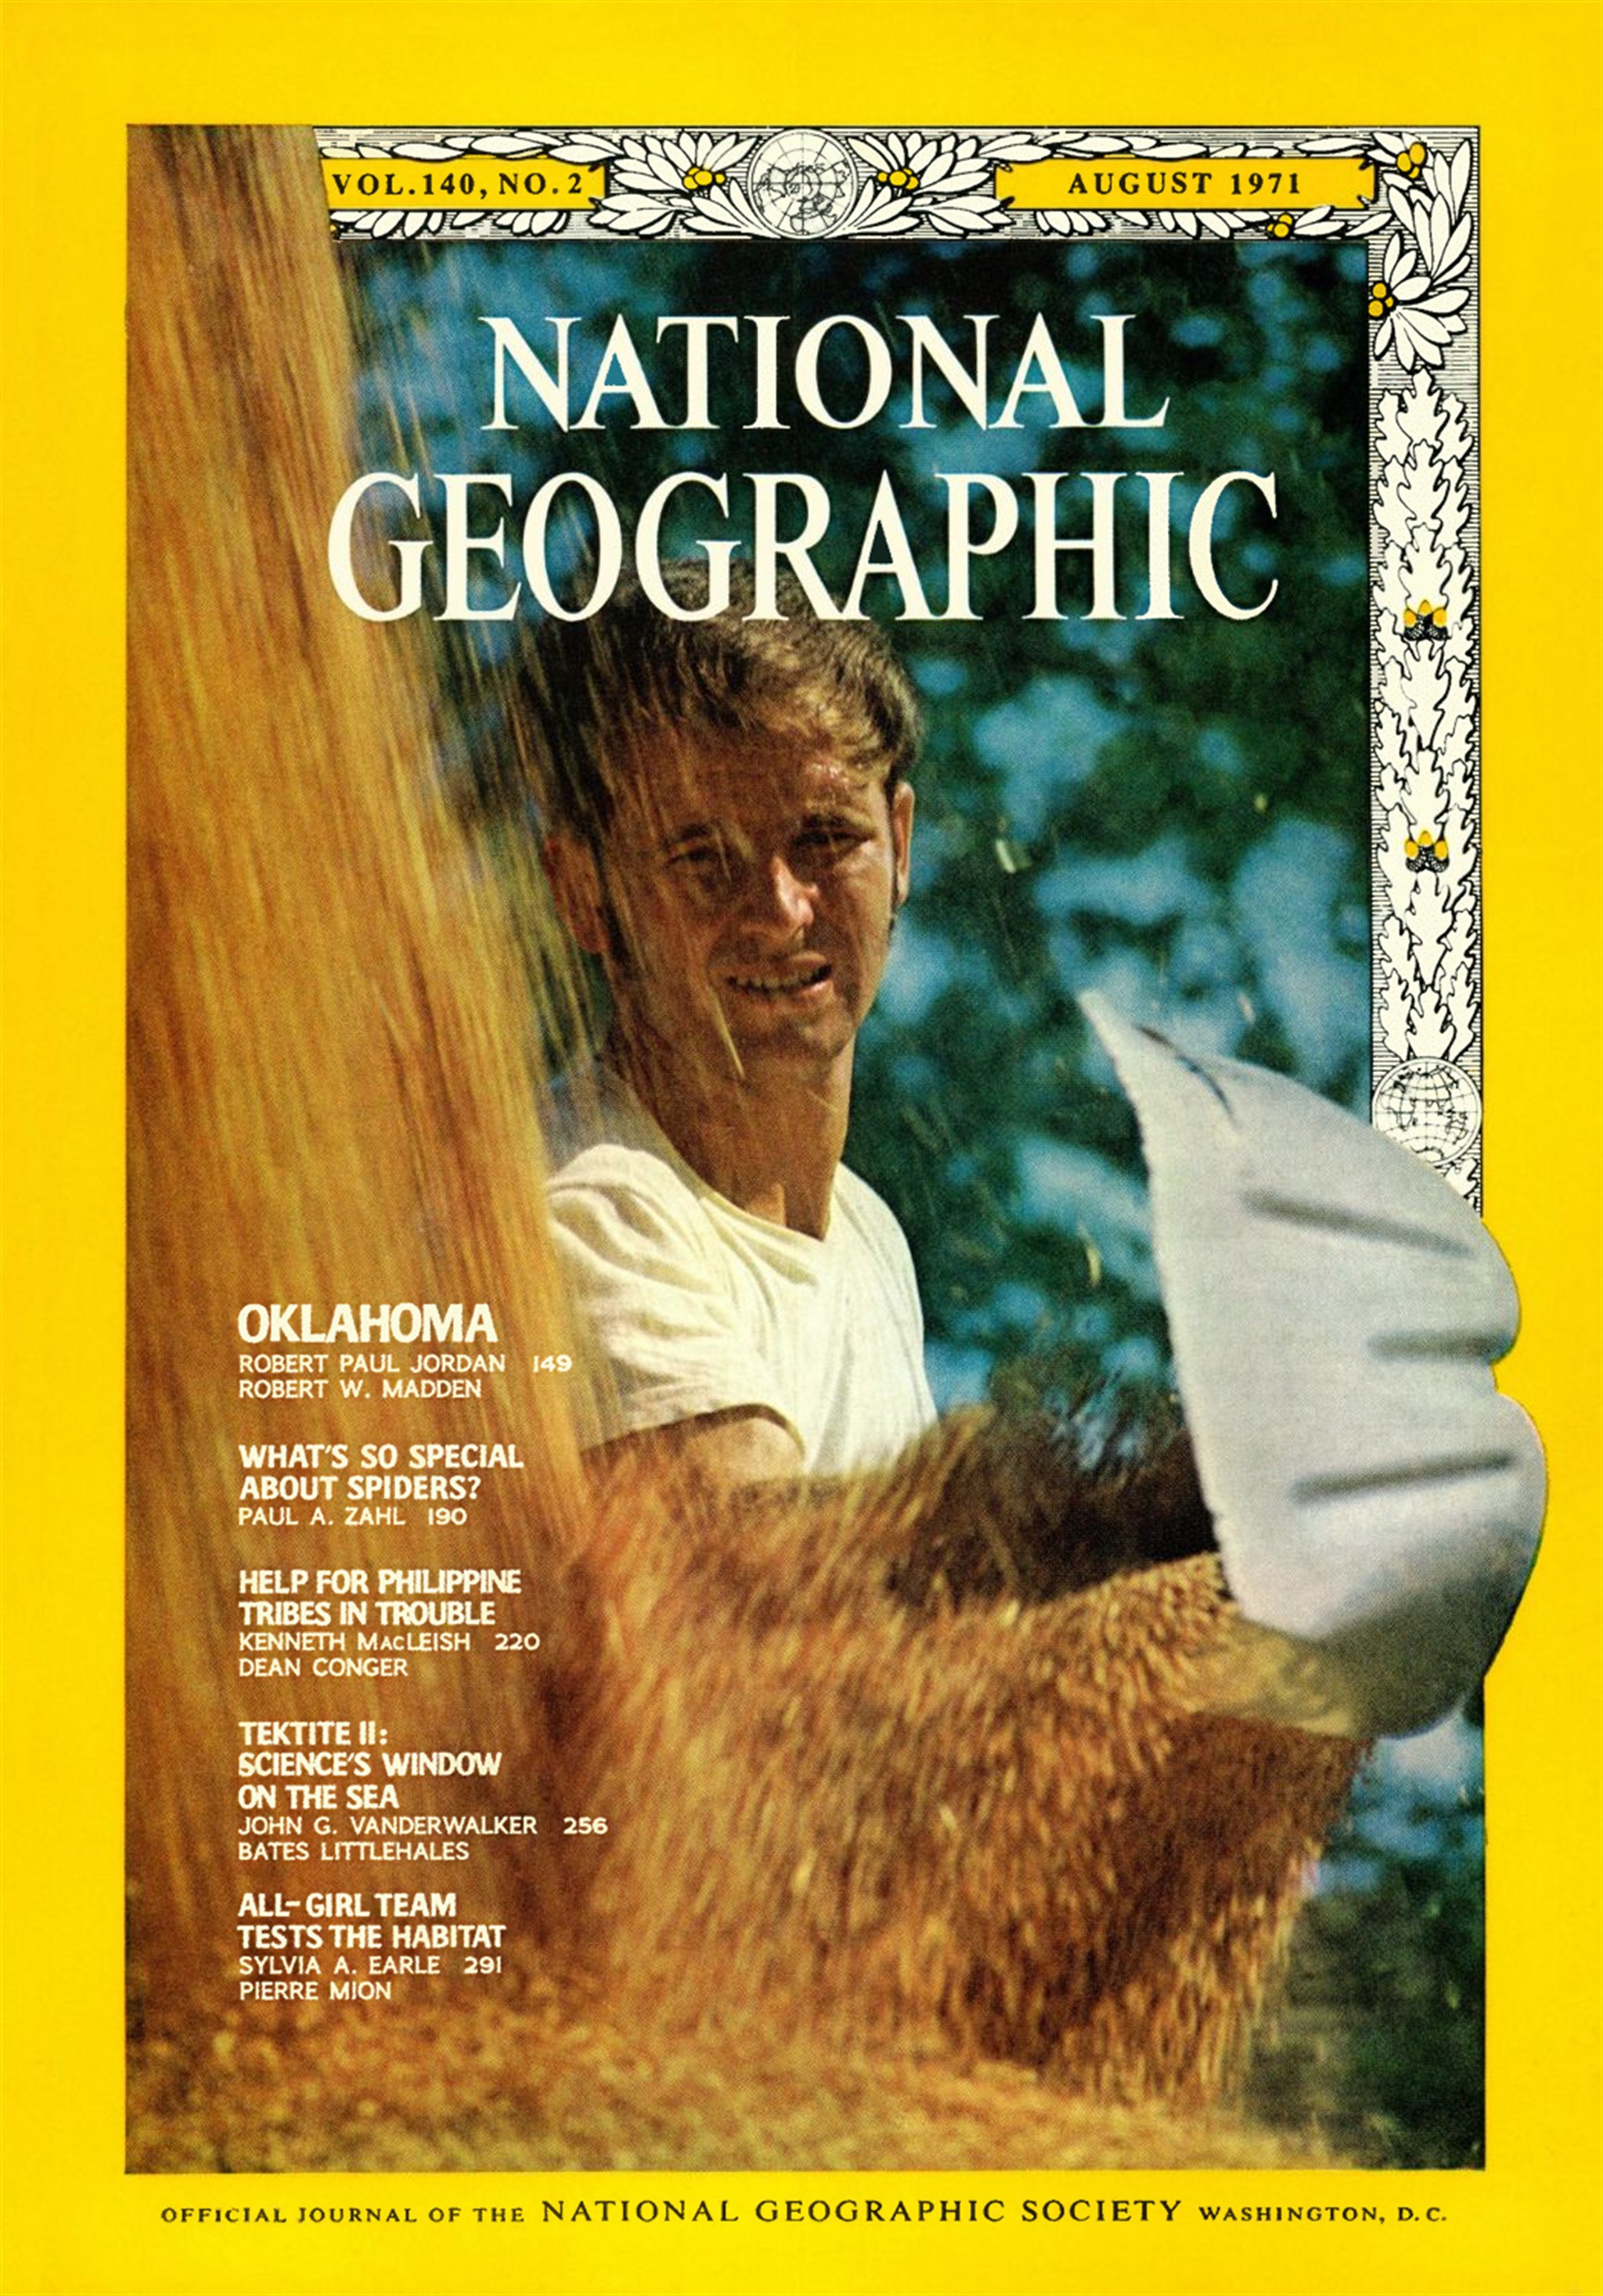 VOL. 140, NO. 2
AUGUST 1971
NATIONAL
GEOGRAPHIC
OKLAHOMA
ROBERT PAUL JORDAN 149
ROBERT W. MADDEN
WHAT'S SO SPECIAL
ABOUT SPIDERS?
PAUL A. ZAHL 190
HELP FOR PHILIPPINE
TRIBES IN TROUBLE
KENNETH MACLEISH 220
DEAN CONGER
TEKTITE II:
SCIENCE'S WINDOW
ON THE SEA
JOHN G. VANDERWALKER 256
BATES LITTLEHALES
ALL-GIRL TEAM
TESTS THE HABITAT
SYLVIA A. EARLE 291
PIERRE MION
OFFICIAL JOURNAL OF THE NATIONAL GEOGRAPHIC SOCIETY WASHINGTON, D.C.